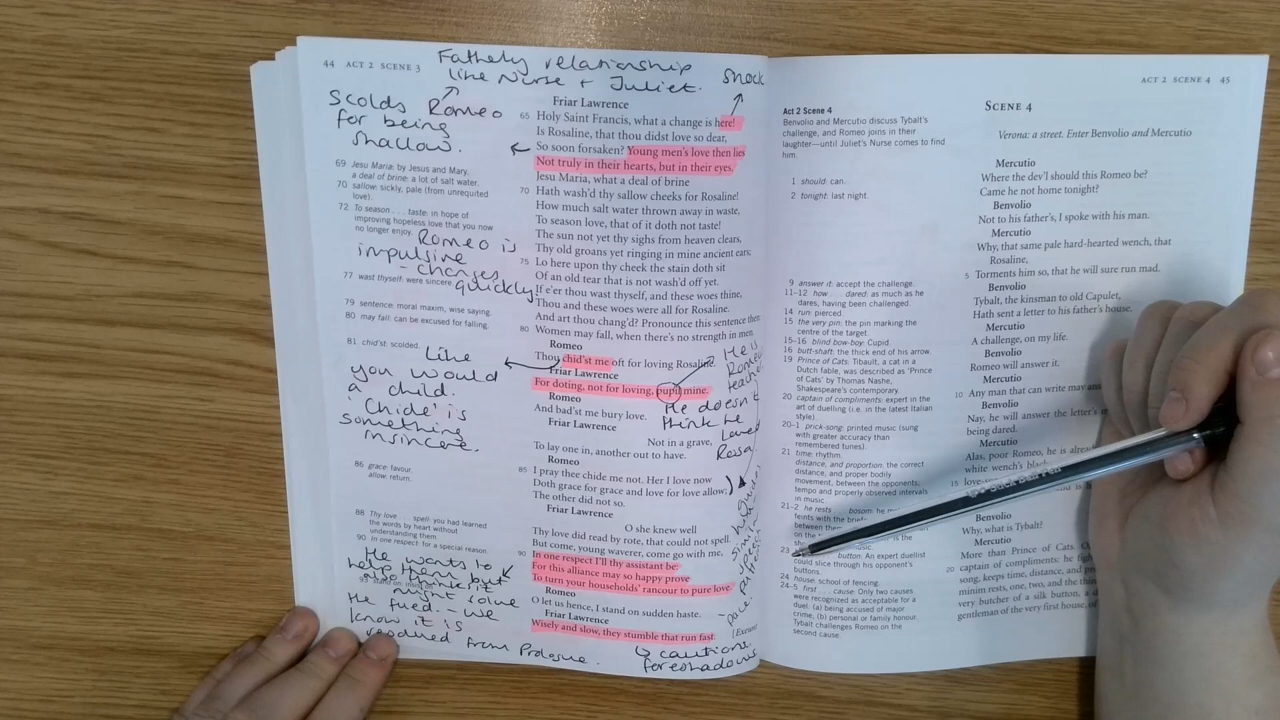 44 ACT 2 SCENE 3
Fatherly relationship
like Nurse + Juliet.
shock
Scolds Romeo
for being
shallow.
69 Jesu Maria: by Jesus and Mary.
a deal of brine: a lot of salt water.
70 sallow: sickly, pale (from unrequited
love).
72 To season . . . taste: in hope of
improving hopeless love that you now
no longer enjoy.
Romeo is
impulsive
- changes
quickly
77 wast thyself: were sincere.
79 sentence: moral maxim, wise saying.
80 may fall: can be excused for falling.
81 chid'st: scolded.
Like
you would
a child.
'Chide' is
something
insincere.
86 grace: favour.
allow: return.
88 Thy love . . . spell: you had learned
the words by heart without
understanding them.
90 In one respect: for a special reason.
He wants to
help them but
might solve
the fued. - we
know it is
resolved from Prologue.
Friar Lawrence
65 Holy Saint Francis, what a change is here!
Is Rosaline, that thou didst love so dear,
So soon forsaken? Young men's love then lies
Not truly in their hearts, but in their eyes.
Jesu Maria, what a deal of brine
70 Hath wash'd thy sallow cheeks for Rosaline!
How much salt water thrown away in waste,
To season love, that of it doth not taste!
The sun not yet thy sighs from heaven clears,
Thy old groans yet ringing in mine ancient ears;
75 Lo here upon thy cheek the stain doth sit
Of an old tear that is not wash'd off yet.
If e'er thou wast thyself, and these woes thine,
Thou and these woes were all for Rosaline.
And art thou chang'd? Pronounce this sentence then
80 Women may fall, when there's no strength in men.
Romeo
Thou chid'st me oft for loving Rosaline.
Friar Lawrence
For doting, not for loving, pupil mine.
Romeo
And bad'st me bury love.
Friar Lawrence
Not in a grave,
To lay one in, another out to have.
Romeo
85 I pray thee chide me not. Her I love now
Doth grace for grace and love for love allow;
The other did not so.
Friar Lawrence
O she knew well
Thy love did read by rote, that could not spell.
But come, young waverer, come go with me,
90 In one respect I'll thy assistant be:
For this alliance may so happy prove
To turn your households' rancour to pure love.
Romeo
O let us hence, I stand on sudden haste.
Friar Lawrence
Wisely and slow, they stumble that run fast.
[Exeunt
He is
Romeo
He doesn't
think he
loved
Rosa
cautions.
foreshadows
ACT 2 SCENE 4 45
Act 2 Scene 4
Benvolio and Mercutio discuss Tybalt's
challenge, and Romeo joins in their
laughter—until Juliet's Nurse comes to find
him.
1 should: can.
2 tonight: last night.
9 answer it: accept the challenge.
11–12 how . . . dared: as much as he
dares, having been challenged.
14 run: pierced.
15 the very pin: the pin marking the
centre of the target.
15–16 blind bow-boy: Cupid.
16 butt-shaft: the thick end of his arrow.
19 Prince of Cats: Tibault, a cat in a
Dutch fable, was described as 'Prince
of Cats' by Thomas Nashe,
Shakespeare's contemporary.
20 captain of compliments: expert in the
art of duelling (i.e. in the latest Italian
style).
20–1 prick-song: printed music (sung
with greater accuracy than
remembered tunes).
21 time: rhythm.
distance, and proportion: the correct
distance, and proper bodily
movement, between the opponents;
tempo and properly observed intervals
in music.
21–2 he rests . . . bosom: he
feints with the
between
on the
23 button: An expert duellist
could slice through his opponent's
buttons.
24 house: school of fencing.
24–5 first . . . cause: Only two causes
were recognized as acceptable for a
duel. (a) being accused of major
crime, (b) personal or family honour.
Tybalt challenges Romeo on the
second cause.
SCENE 4
Verona: a street. Enter Benvolio and Mercutio
Mercutio
Where the dev'l should this Romeo be?
Came he not home tonight?
Benvolio
Not to his father's, I spoke with his man.
Mercutio
Why, that same pale hard-hearted wench, that
Rosaline,
5 Torments him so, that he will sure run mad.
Benvolio
Tybalt, the kinsman to old Capulet,
Hath sent a letter to his father's house.
Mercutio
A challenge, on my life.
Benvolio
Romeo will answer it.
Mercutio
10 Any man that can write may
Benvolio
Nay, he will answer the letter's
being dared.
Mercutio
Alas, poor Romeo, he is
white wench's
15
Benvolio
Why, what is Tybalt?
Mercutio
More than Prince of Cats.
20 captain of compliments: he
song, keeps time, distance, and
minim rests, one, two, and the
very butcher of a silk button, a
gentleman of the very first house,